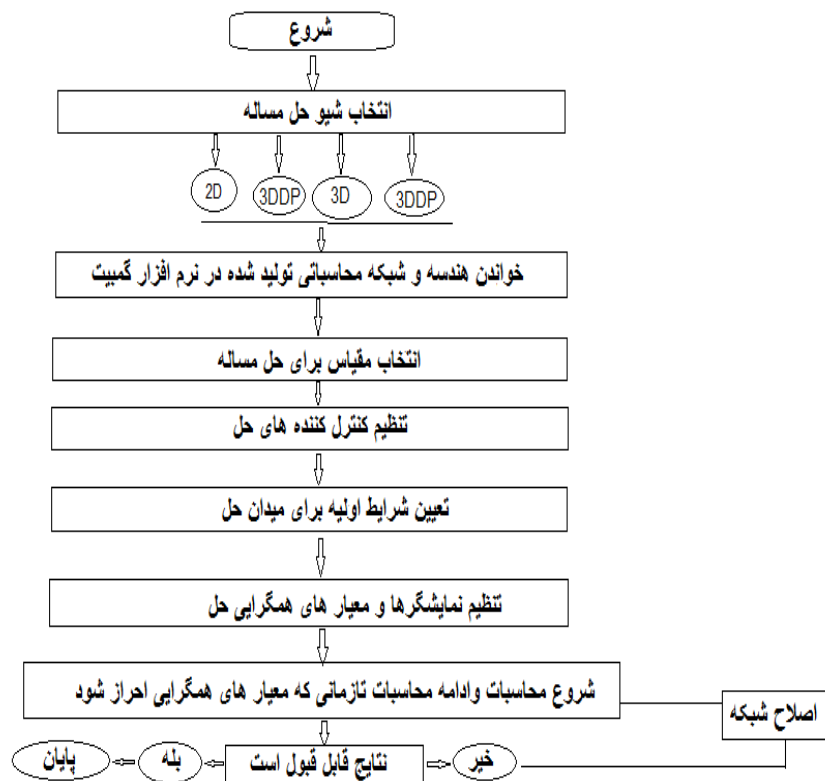 شروع
انتخاب شیو حل مساله
2D
3DDP
3D
3DDP
خواندن هندسه و شبکه محاسباتی تولید شده در نرم افزار گمبیت
انتخاب مقیاس برای حل مساله
تنظیم کنترل کننده های حل
تعیین شرایط اولیه برای میدان حل
تنظیم نمایشگرها و معیار های همگرایی حل
شروع محاسبات وادامه محاسبات تازمانی که معیار های همگرایی احراز شود
اصلاح شبکه
خیر
نتایج قابل قبول است
بله
پایان